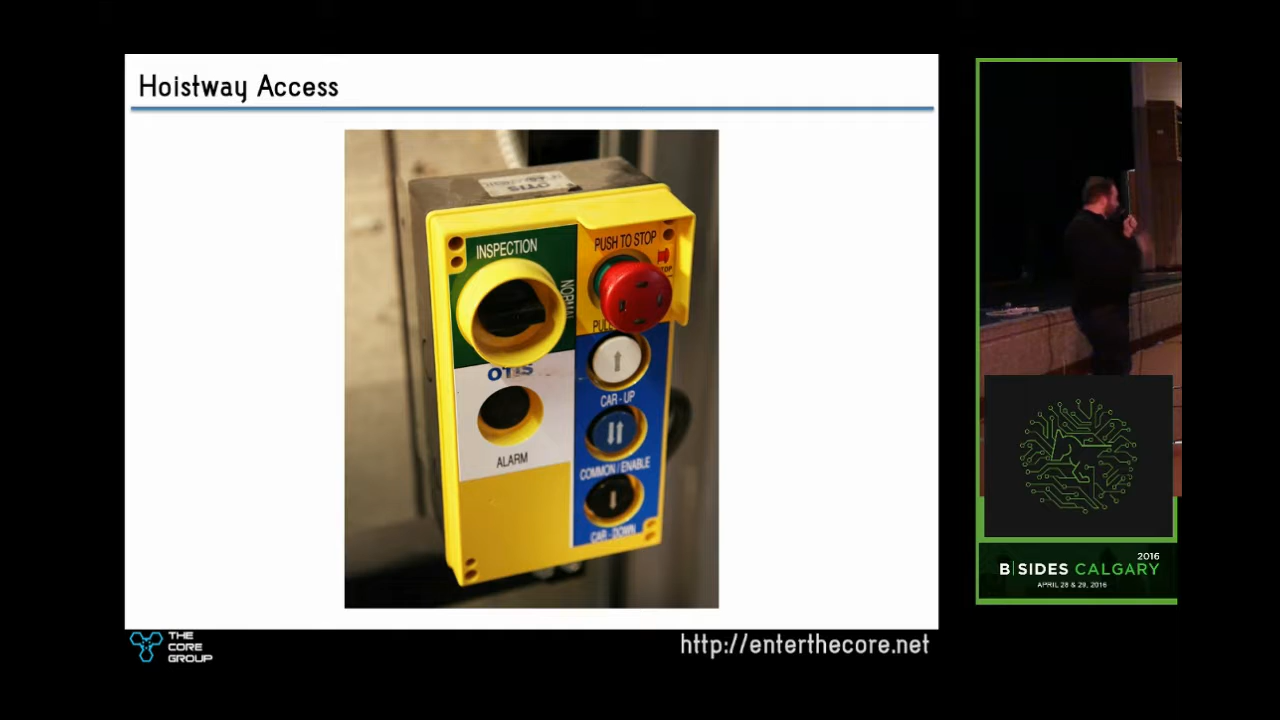 Hoistway Access
OTIS
INSPECTION
NORMAL
PUSH TO STOP
STOP
OTIS
CAR - UP
ALARM
COMMON / ENABLE
CAR - DOWN
THE
CORE
GROUP
http://enterthecore.net
2016
B|SIDES CALGARY
APRIL 28 & 29, 2016